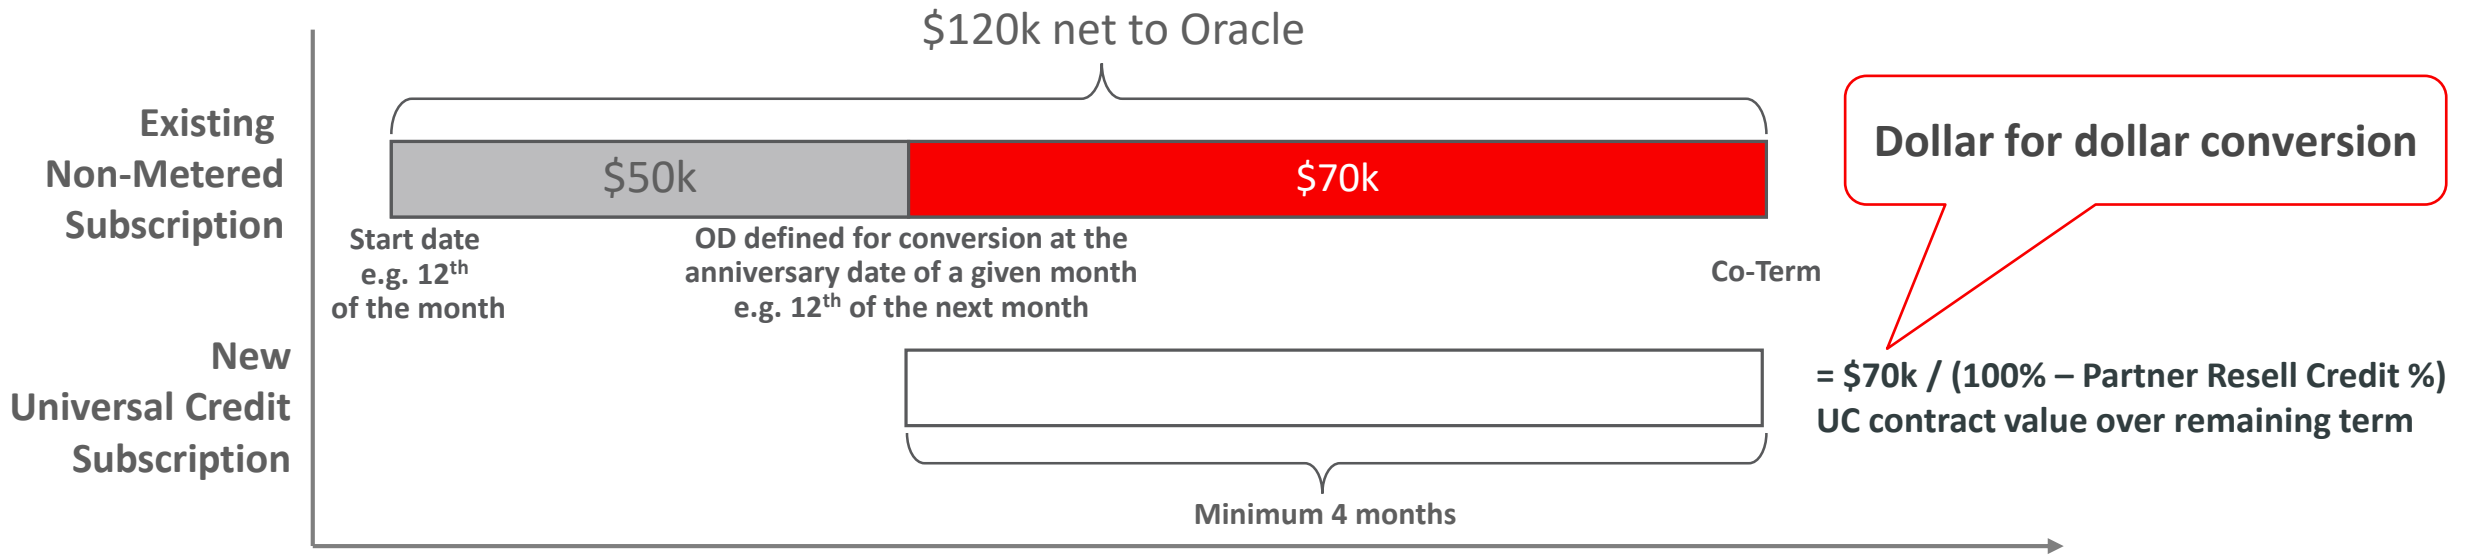 $120k net to Oracle
Existing
Non-Metered
Subscription
$50k
$70k
Dollar for dollar conversion
Start date
e.g. 12th
of the month
OD defined for conversion at the
anniversary date of a given month
e.g. 12th of the next month
Co-Term
New
Universal Credit
Subscription
= $70k / (100% – Partner Resell Credit %)
UC contract value over remaining term
Minimum 4 months